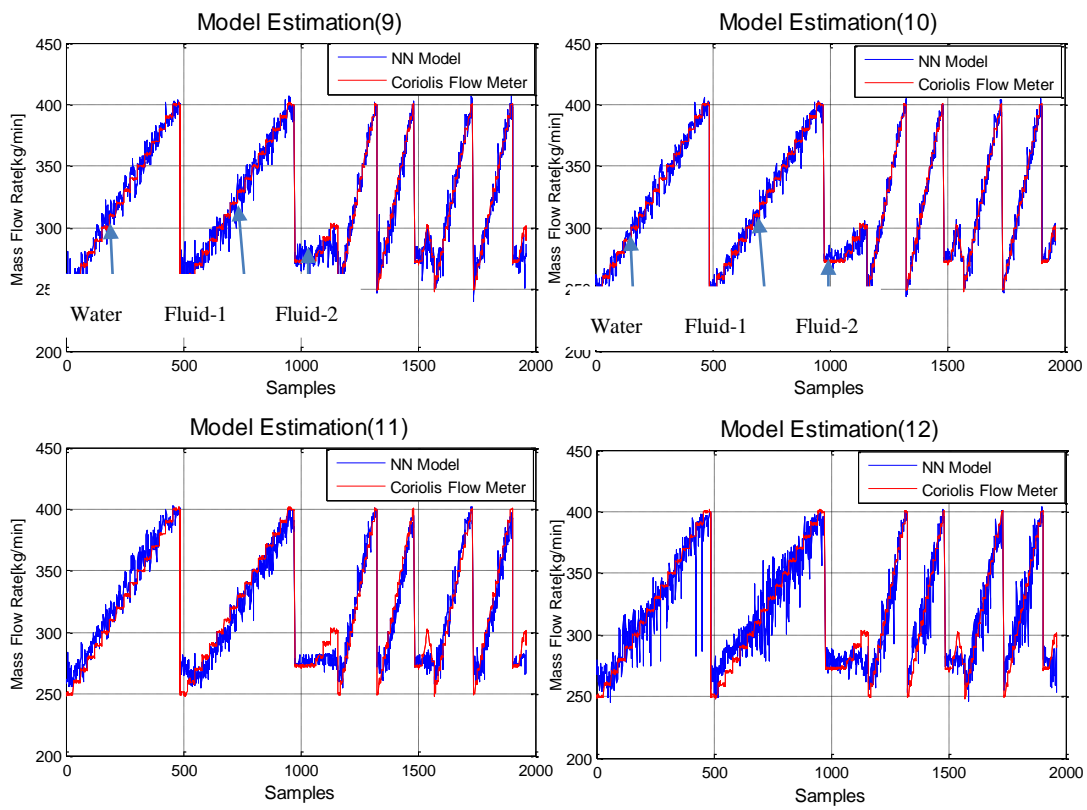 Model Estimation(9)
450
400
350
300
25
200
Mass Flow Rate[kg/min]
NN Model
Coriolis Flow Meter
Water
Fluid-1
Fluid-2
0
500
1000
1500
2000
Samples
Model Estimation(10)
450
400
350
300
200
Mass Flow Rate[kg/min]
NN Model
Coriolis Flow Meter
Water
Fluid-1
Fluid-2
0
500
1000
1500
2000
Samples
Model Estimation(11)
450
400
350
300
250
200
Mass Flow Rate[kg/min]
NN Model
Coriolis Flow Meter
0
500
1000
1500
2000
Samples
Model Estimation(12)
450
400
350
300
250
200
Mass Flow Rate[kg/min]
NN Model
Coriolis Flow Meter
0
500
1000
1500
2000
Samples